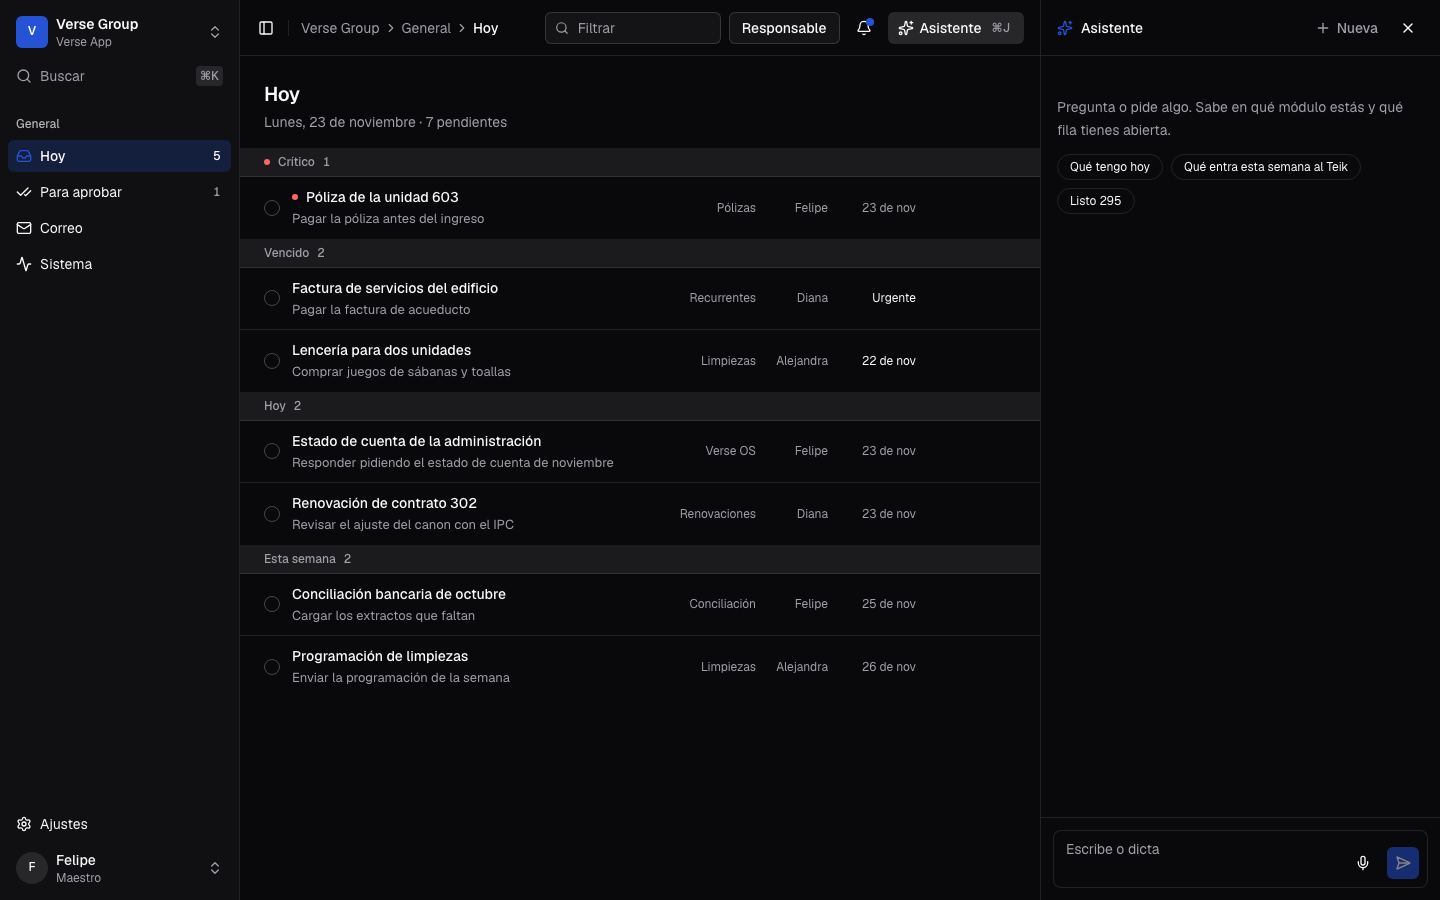 V
Verse Group
Verse App
Buscar
⌘K
General
Hoy 5
Para aprobar 1
Correo
Sistema
Ajustes
F
Felipe
Maestro
Verse Group > General > Hoy
Filtrar
Responsable
Asistente ⌘J
Hoy
Lunes, 23 de noviembre · 7 pendientes
Crítico 1
Póliza de la unidad 603
Pagar la póliza antes del ingreso
Pólizas Felipe 23 de nov
Vencido 2
Factura de servicios del edificio
Pagar la factura de acueducto
Recurrentes Diana Urgente
Lencería para dos unidades
Comprar juegos de sábanas y toallas
Limpiezas Alejandra 22 de nov
Hoy 2
Estado de cuenta de la administración
Responder pidiendo el estado de cuenta de noviembre
Verse OS Felipe 23 de nov
Renovación de contrato 302
Revisar el ajuste del canon con el IPC
Renovaciones Diana 23 de nov
Esta semana 2
Conciliación bancaria de octubre
Cargar los extractos que faltan
Conciliación Felipe 25 de nov
Programación de limpiezas
Enviar la programación de la semana
Limpiezas Alejandra 26 de nov
Asistente
Nueva
Pregunta o pide algo. Sabe en qué módulo estás y qué
fila tienes abierta.
Qué tengo hoy
Qué entra esta semana al Teik
Listo 295
Escribe o dicta